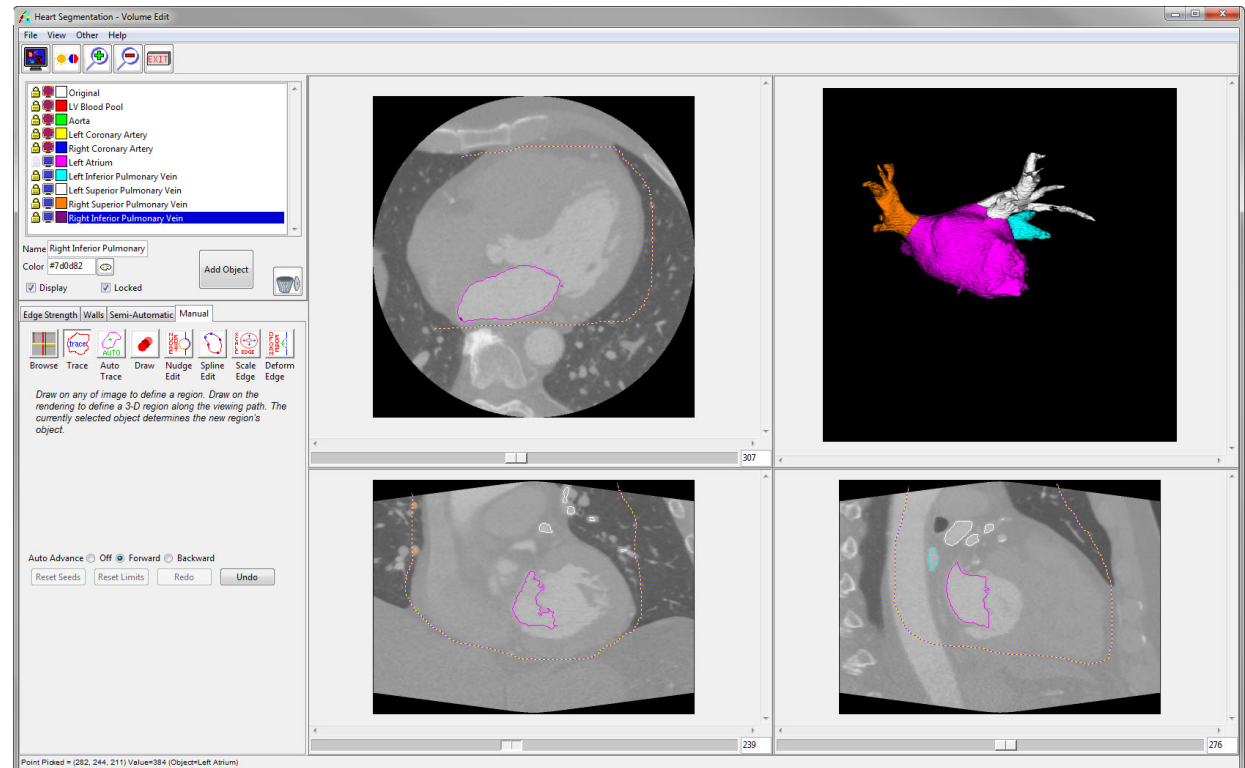 Heart Segmentation - Volume Edit
File View Other Help
EXIT
Original
LV Blood Pool
Aorta
Left Coronary Artery
Right Coronary Artery
Left Atrium
Left Inferior Pulmonary Vein
Left Superior Pulmonary Vein
Right Superior Pulmonary Vein
Right Inferior Pulmonary Vein
Name Right Inferior Pulmonary
Color #7d0d82
Add Object
Display Locked
Edge Strength Walls Semi-Automatic Manual
trace AUTO EDGE
Browse Trace Auto Trace Draw Nudge Edit Spline Edit Scale Edge Deform Edge
Draw on any of image to define a region. Draw on the
rendering to define a 3-D region along the viewing path. The
currently selected object determines the new region's
object.
Auto Advance Off Forward Backward
Reset Seeds Reset Limits Redo Undo
307
239
276
Point Picked = (282, 244, 211) Value=384 (Object=Left Atrium)